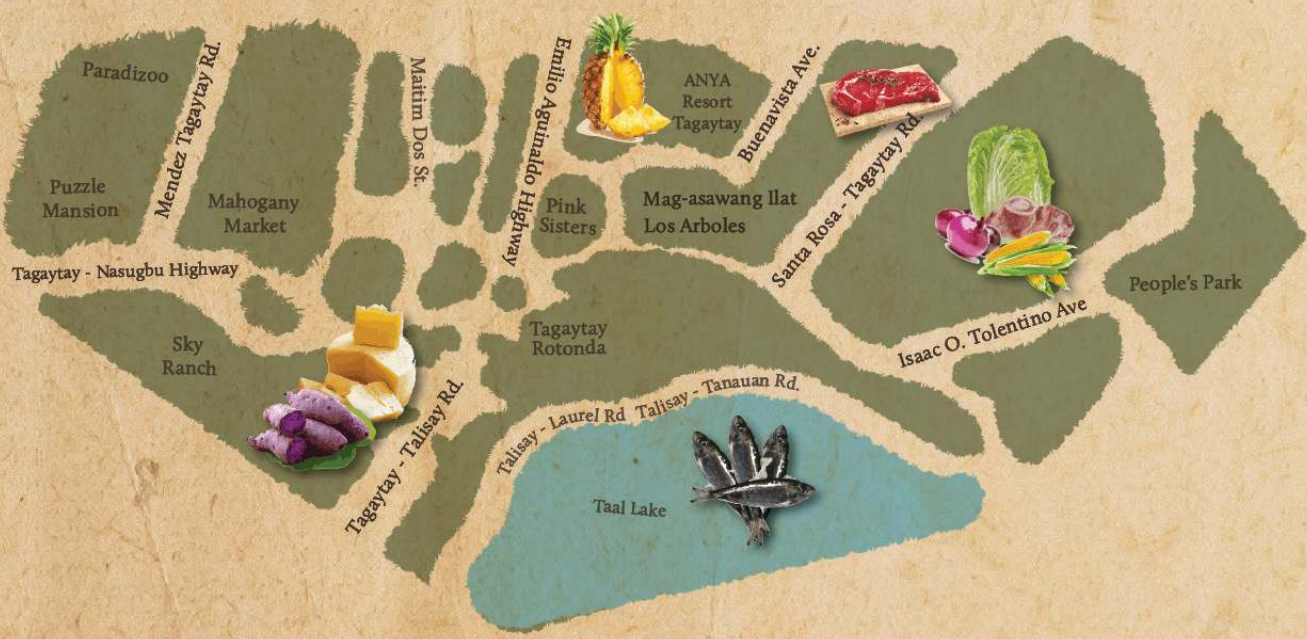 Paradizoo
Mendez Tagaytay Rd.
Maitim Dos St.
Emilio Aguinaldo Highway
ANYA
Resort
Tagaytay
Buenavista Ave.
Santa Rosa - Tagaytay Rd.
Puzzle
Mansion
Mahogany
Market
Pink
Sisters
Mag-asawang Ilat
Los Arboles
Tagaytay - Nasugbu Highway
People's Park
Sky
Ranch
Tagaytay
Rotonda
Isaac O. Tolentino Ave
Tagaytay - Talisay Rd.
Talisay - Laurel Rd
Talisay - Tanauan Rd.
Taal Lake